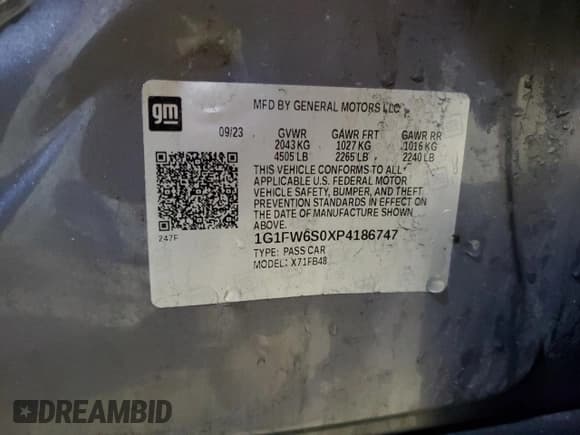 gm
MFD BY GENERAL MOTORS LLC
09/23 GVWR GAWR FRT GAWR RR
2043 KG 1027 KG 1016 KG
4505 LB 2265 LB 2240 LB
THIS VEHICLE CONFORMS TO ALL
APPLICABLE U.S. FEDERAL MOTOR
VEHICLE SAFETY, BUMPER, AND THEFT
PREVENTION STANDARDS IN EFFECT ON
THE DATE OF MANUFACTURE SHOWN
ABOVE.
247F
1G1FW6S0XP4186747
TYPE: PASS CAR
MODEL: X71FB48
DREAMBID